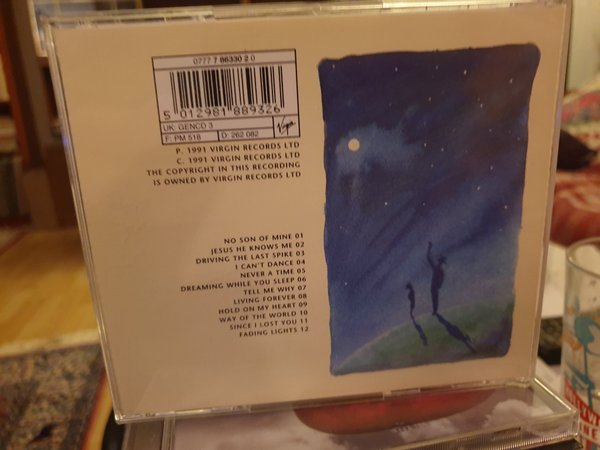 0777 7 86330 2 0
5 012981 889326
UK: GENCD 3
F: PM 518
D: 262 082
Virgin
P. 1991 VIRGIN RECORDS LTD
C. 1991 VIRGIN RECORDS LTD
THE COPYRIGHT IN THIS RECORDING
IS OWNED BY VIRGIN RECORDS LTD
NO SON OF MINE 01
JESUS HE KNOWS ME 02
DRIVING THE LAST SPIKE 03
I CAN'T DANCE 04
NEVER A TIME 05
DREAMING WHILE YOU SLEEP 06
TELL ME WHY 07
LIVING FOREVER 08
HOLD ON MY HEART 09
WAY OF THE WORLD 10
SINCE I LOST YOU 11
FADING LIGHTS 12